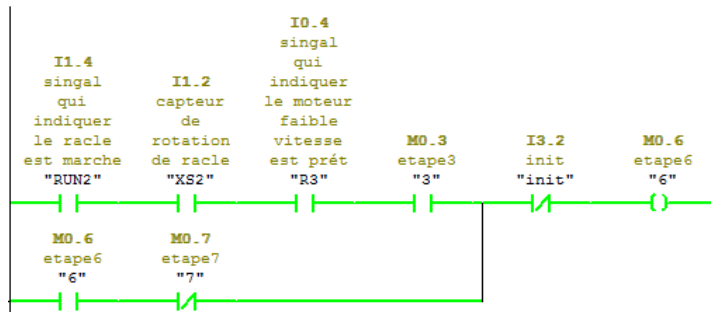 I0.4
singal
I1.4 qui
singal I1.2 indiquer
qui capteur le moteur
indiquer de faible
le racle rotation vitesse M0.3 I3.2 M0.6
est marche de racle est prét etape3 init etape6
"RUN2" "XS2" "R3" "3" "init" "6"
M0.6 M0.7
etape6 etape7
"6" "7"